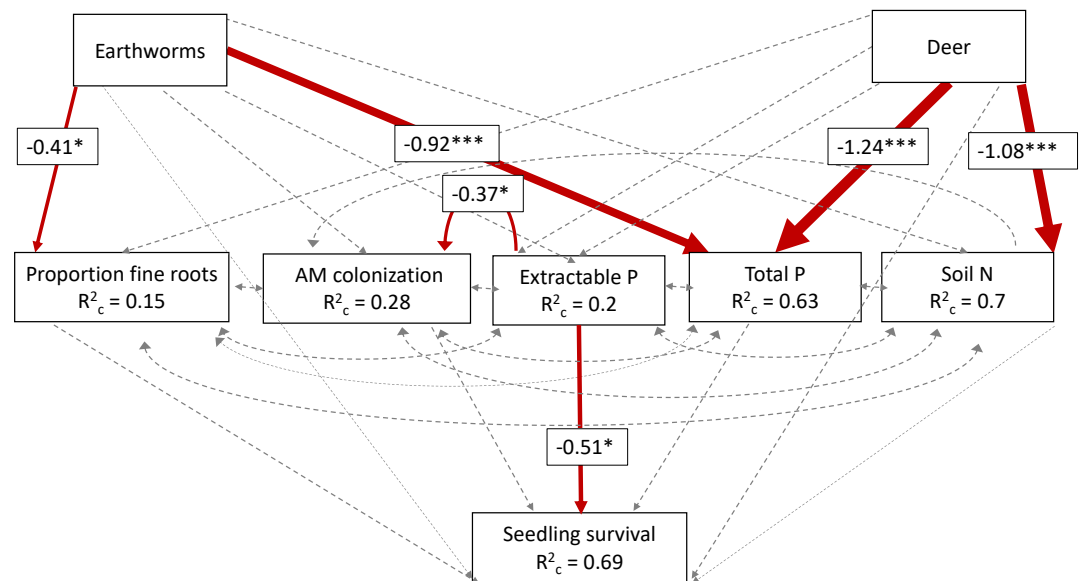 Earthworms
Deer
-0.41*
-0.92***
-1.24***
-1.08***
-0.37*
Proportion fine roots
R²c = 0.15
AM colonization
R²c = 0.28
Extractable P
R²c = 0.2
Total P
R²c = 0.63
Soil N
R²c = 0.7
-0.51*
Seedling survival
R²c = 0.69